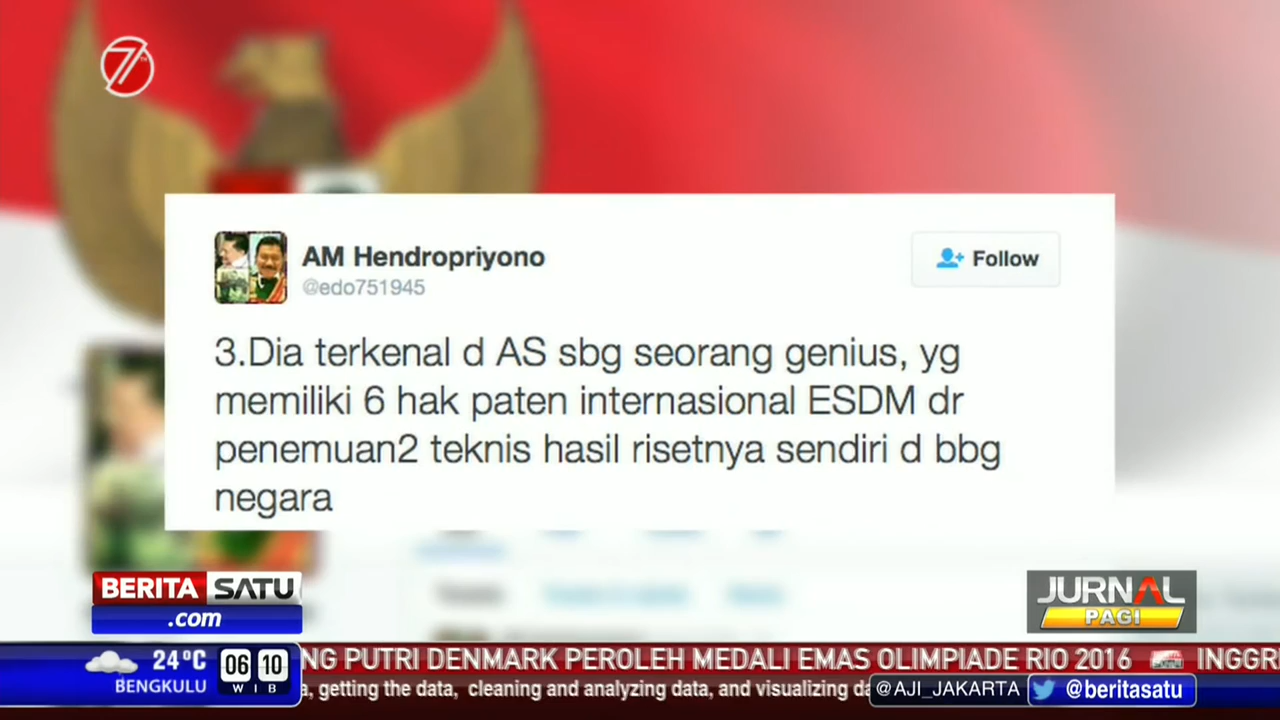 7
AM Hendropriyono
@edo751945
Follow
3.Dia terkenal d AS sbg seorang genius, yg
memiliki 6 hak paten internasional ESDM dr
penemuan2 teknis hasil risetnya sendiri d bbg
negara
BERITA SATU
.com
JURNAL
PAGI
24°C
BENGKULU
06 10
W I B
NG PUTRI DENMARK PEROLEH MEDALI EMAS OLIMPIADE RIO 2016 INGGRI
a, getting the data, cleaning and analyzing data, and visualizing da
@AJI_JAKARTA
@beritasatu